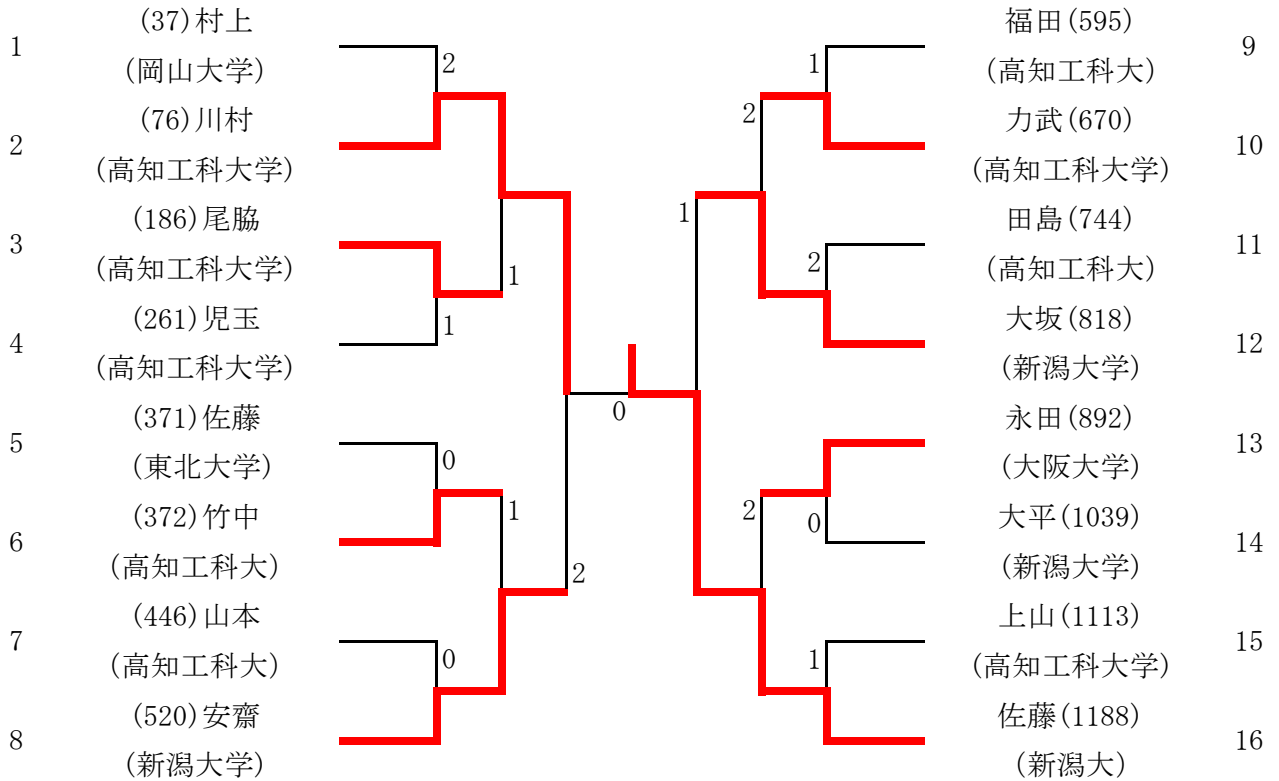 1
(37)村上
(岡山大学)
2
(76)川村
(高知工科大学)
3
(186)尾脇
(高知工科大学)
4
(261)児玉
(高知工科大学)
5
(371)佐藤
(東北大学)
6
(372)竹中
(高知工科大)
7
(446)山本
(高知工科大)
8
(520)安齋
(新潟大学)
2
1
1
0
1
0
2
0
1
2
2
1
2
0
1
福田(595)
(高知工科大)
9
力武(670)
(高知工科大学)
10
田島(744)
(高知工科大)
11
大坂(818)
(新潟大学)
12
永田(892)
(大阪大学)
13
大平(1039)
(新潟大学)
14
上山(1113)
(高知工科大学)
15
佐藤(1188)
(新潟大)
16